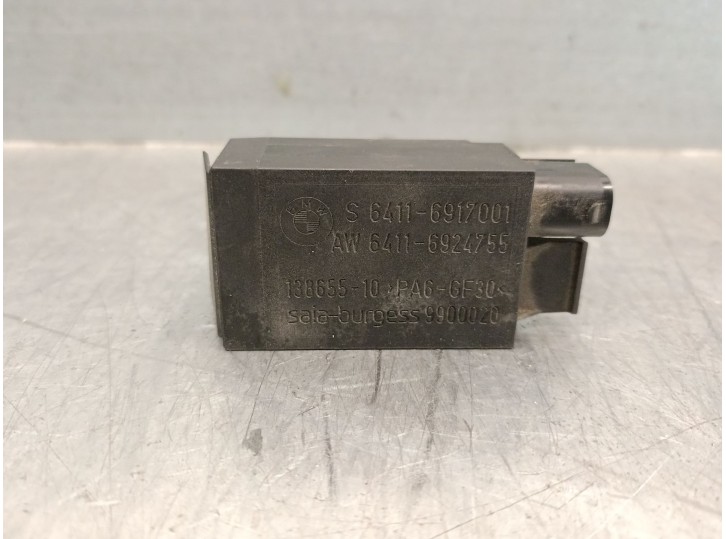 S 6411-6917001
AW 6411-6924755
138655-10 >PA6-GF30<
saia-burgess 9900020